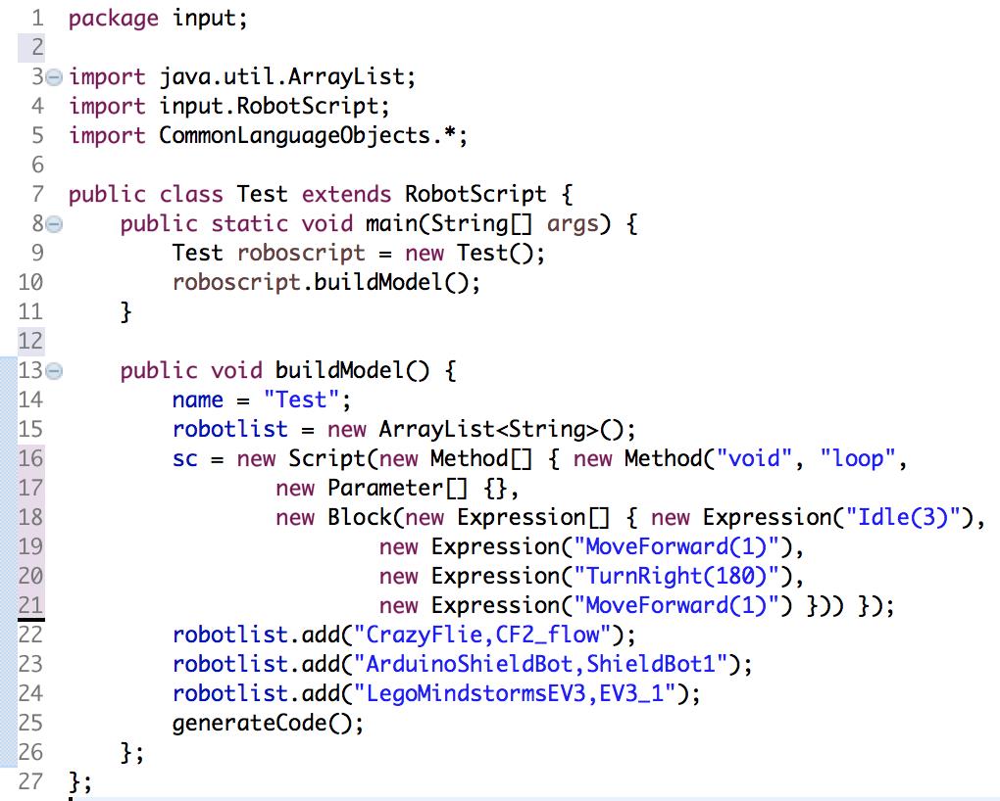 1 package input;
2
3 import java.util.ArrayList;
4 import input.RobotScript;
5 import CommonLanguageObjects.*;
6
7 public class Test extends RobotScript {
8     public static void main(String[] args) {
9         Test roboscript = new Test();
10         roboscript.buildModel();
11     }
12
13     public void buildModel() {
14         name = "Test";
15         robotlist = new ArrayList<String>();
16         sc = new Script(new Method[] { new Method("void", "loop",
17                 new Parameter[] {},
18                 new Block(new Expression[] { new Expression("Idle(3)"),
19                         new Expression("MoveForward(1)"),
20                         new Expression("TurnRight(180)"),
21                         new Expression("MoveForward(1)") })) });
22         robotlist.add("CrazyFlie,CF2_flow");
23         robotlist.add("ArduinoShieldBot,ShieldBot1");
24         robotlist.add("LegoMindstormsEV3,EV3_1");
25         generateCode();
26     };
27 };